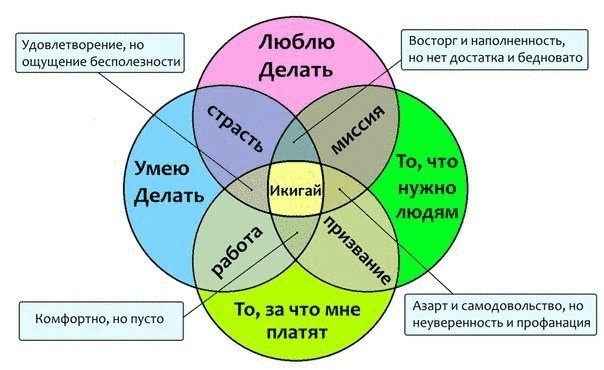 Удовлетворение, но
ощущение бесполезности
Люблю
Делать
Восторг и наполненность,
но нет достатка и бедновато
страсть
миссия
Умею
Делать
Икигай
То, что
нужно
людям
работа
призвание
То, за что мне
платят
Комфортно, но пусто
Азарт и самодовольство, но
неуверенность и профанация